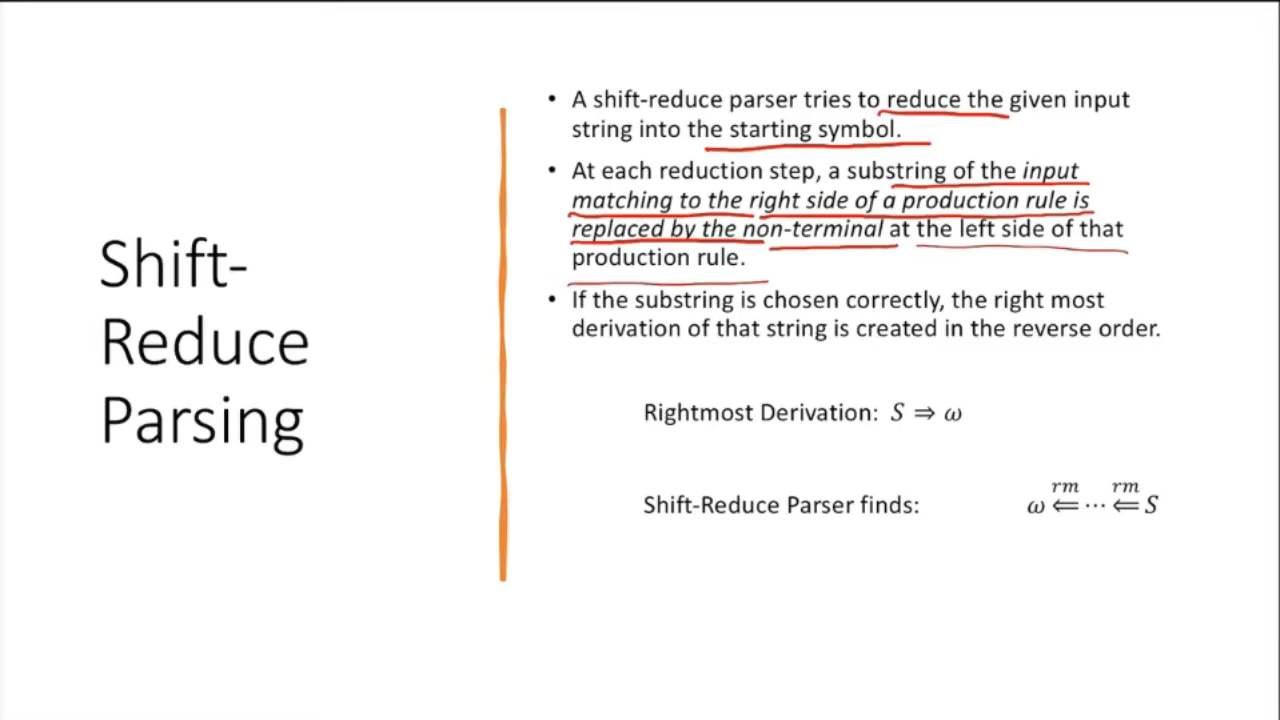 Shift-
Reduce
Parsing
• A shift-reduce parser tries to reduce the given input
string into the starting symbol.
• At each reduction step, a substring of the input
matching to the right side of a production rule is
replaced by the non-terminal at the left side of that
production rule.
• If the substring is chosen correctly, the right most
derivation of that string is created in the reverse order.
Rightmost Derivation: S ⇒ ω
rm rm
Shift-Reduce Parser finds: ω ⇐ ⋯ ⇐ S